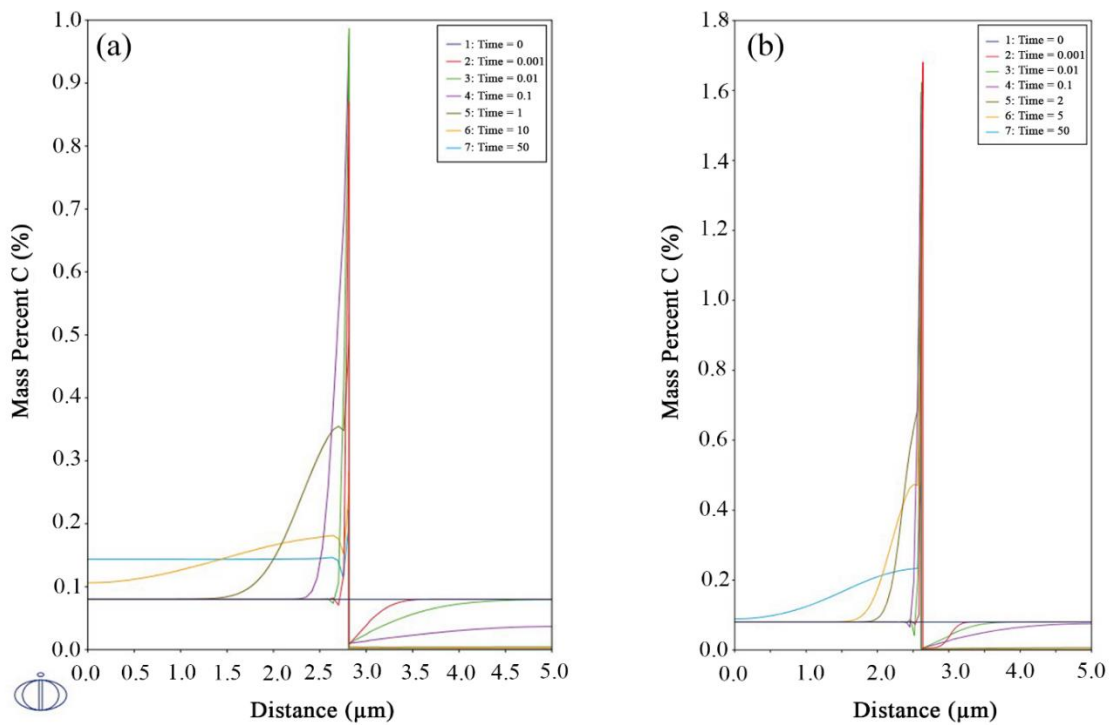 (a)
1: Time = 0
2: Time = 0.001
3: Time = 0.01
4: Time = 0.1
5: Time = 1
6: Time = 10
7: Time = 50
1.0
0.9
0.8
0.7
0.6
0.5
0.4
0.3
0.2
0.1
0.0
Mass Percent C (%)
0.0 0.5 1.0 1.5 2.0 2.5 3.0 3.5 4.0 4.5 5.0
Distance (μm)
(b)
1: Time = 0
2: Time = 0.001
3: Time = 0.01
4: Time = 0.1
5: Time = 2
6: Time = 5
7: Time = 50
1.8
1.6
1.4
1.2
1.0
0.8
0.6
0.4
0.2
0.0
Mass Percent C (%)
0.0 1.0 2.0 3.0 4.0 5.0
Distance (μm)